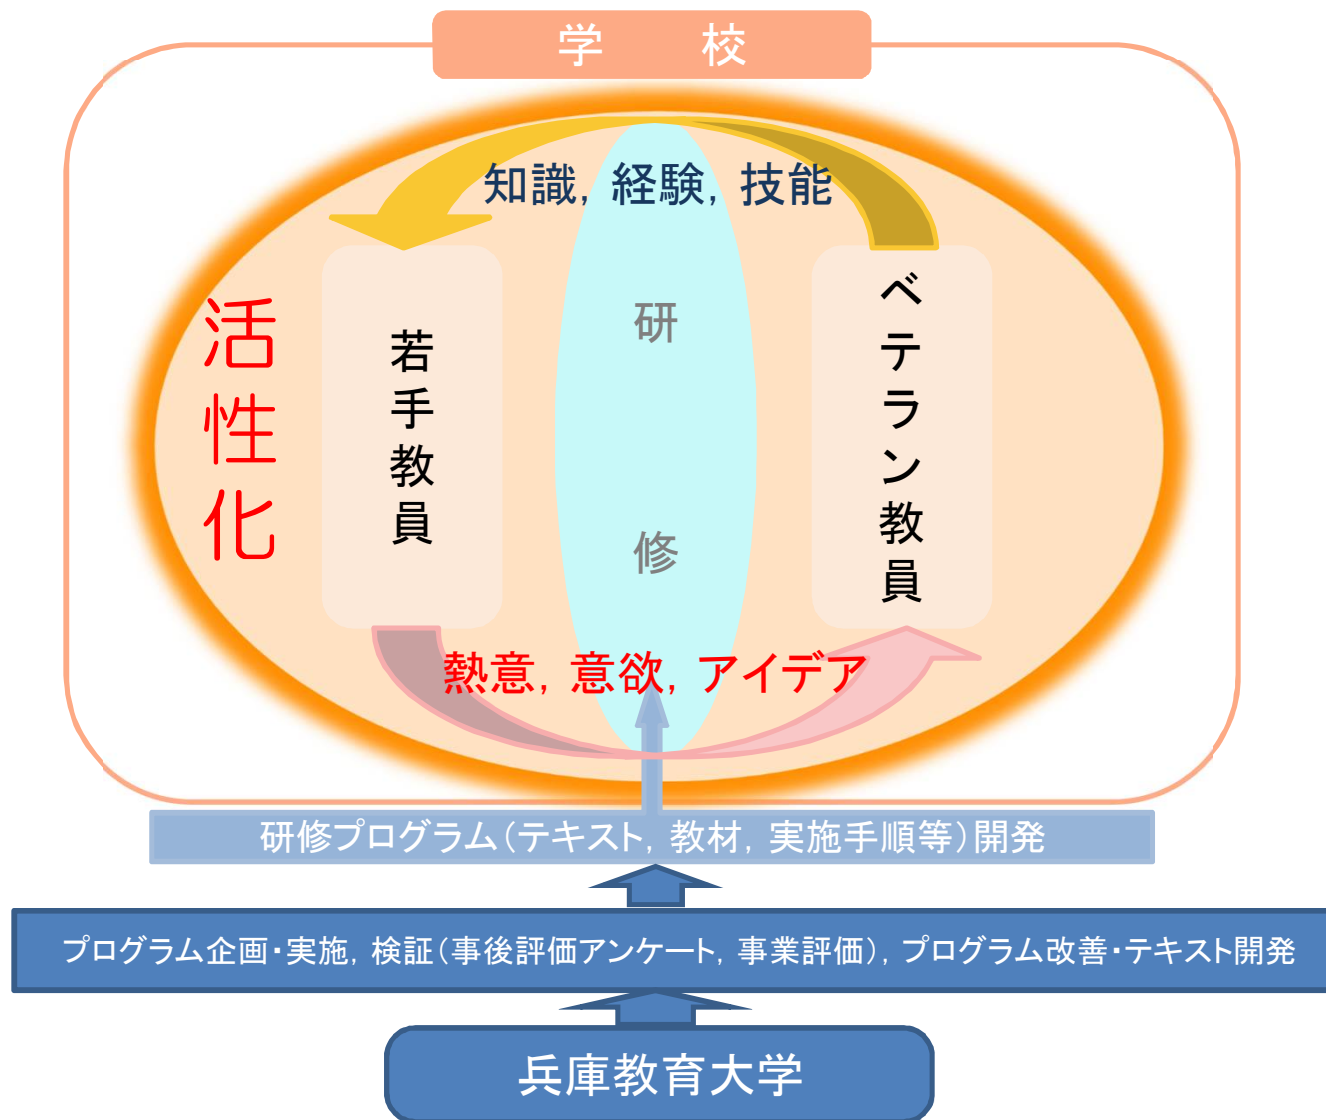 学　　校
知識, 経験, 技能
活性化
若手教員
研　　修
ベテラン教員
熱意, 意欲, アイデア
研修プログラム（テキスト, 教材, 実施手順等）開発
プログラム企画・実施, 検証（事後評価アンケート, 事業評価）, プログラム改善・テキスト開発
兵庫教育大学